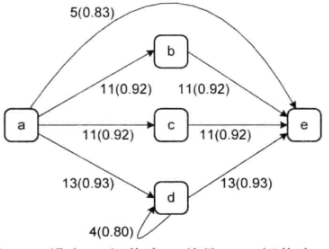 5(0.83)
b
11(0.92) 11(0.92)
a
c
e
11(0.92) 11(0.92)
13(0.93) 13(0.93)
d
4(0.80)